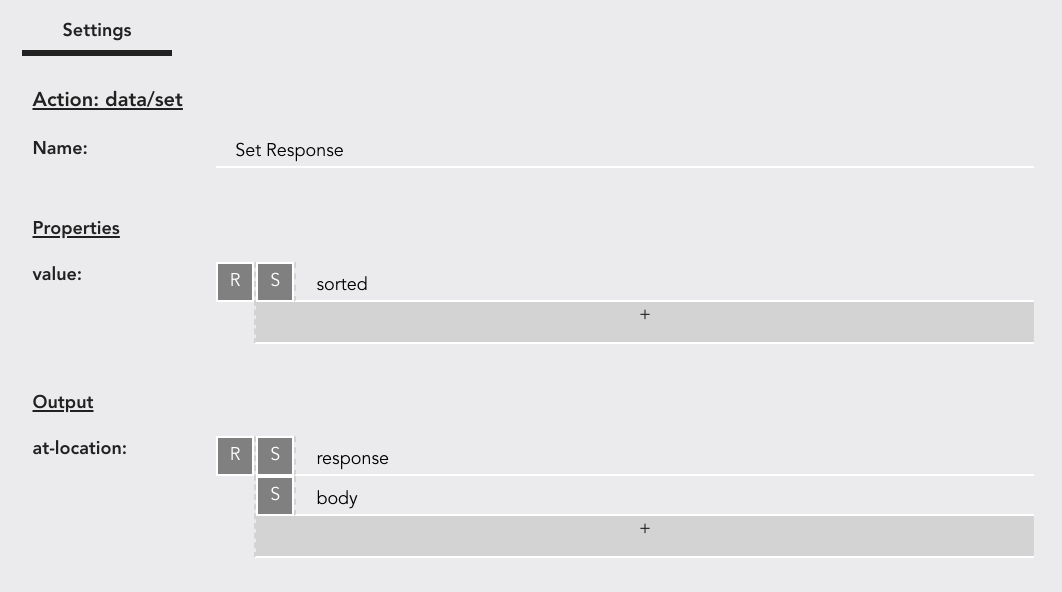 Settings
Action: data/set
Name: Set Response
Properties
value: R S sorted
+
Output
at-location: R S response
S body
+